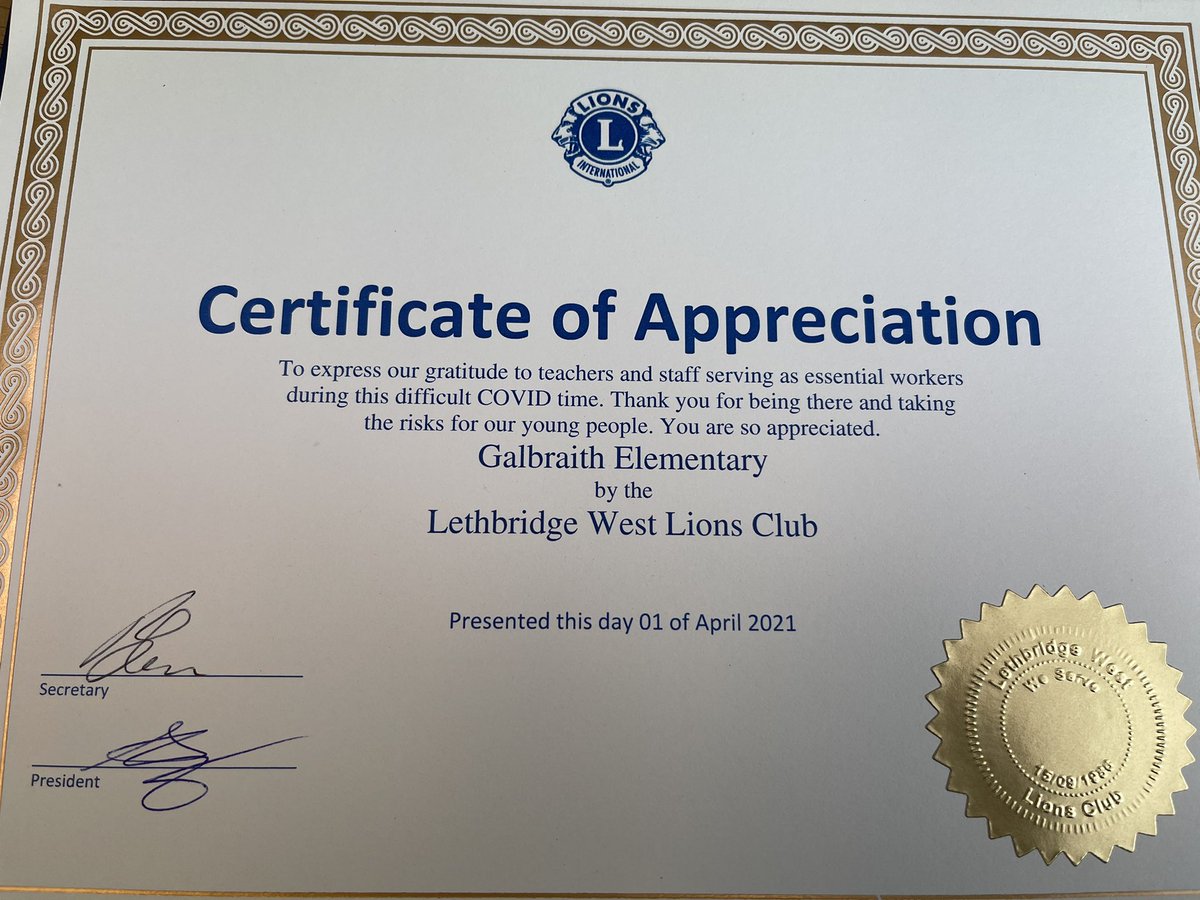 LIONS
L
INTERNATIONAL
Certificate of Appreciation
To express our gratitude to teachers and staff serving as essential workers
during this difficult COVID time. Thank you for being there and taking
the risks for our young people. You are so appreciated.
Galbraith Elementary
by the
Lethbridge West Lions Club
Presented this day 01 of April 2021
Secretary
President
Lethbridge West
We Serve
Lions Club